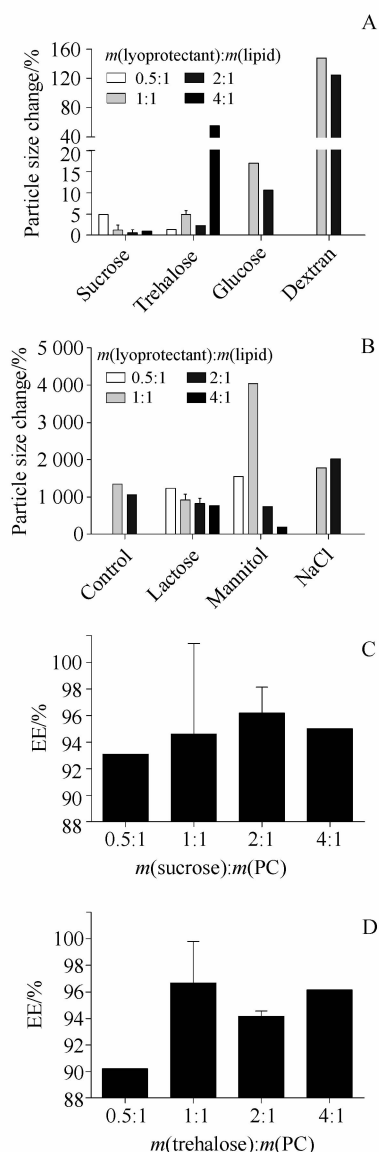 A
m(lyoprotectant):m(lipid)
0.5:1 2:1
1:1 4:1
Particle size change/%
160
120
80
40
20
15
10
5
0
Sucrose Trehalose Glucose Dextran
B
m(lyoprotectant):m(lipid)
0.5:1 2:1
1:1 4:1
Particle size change/%
5 000
4 000
3 000
2 000
1 000
0
Control Lactose Mannitol NaCl
C
EE/%
100
98
96
94
92
90
88
0.5:1 1:1 2:1 4:1
m(sucrose):m(PC)
D
EE/%
100
98
96
94
92
90
88
0.5:1 1:1 2:1 4:1
m(trehalose):m(PC)